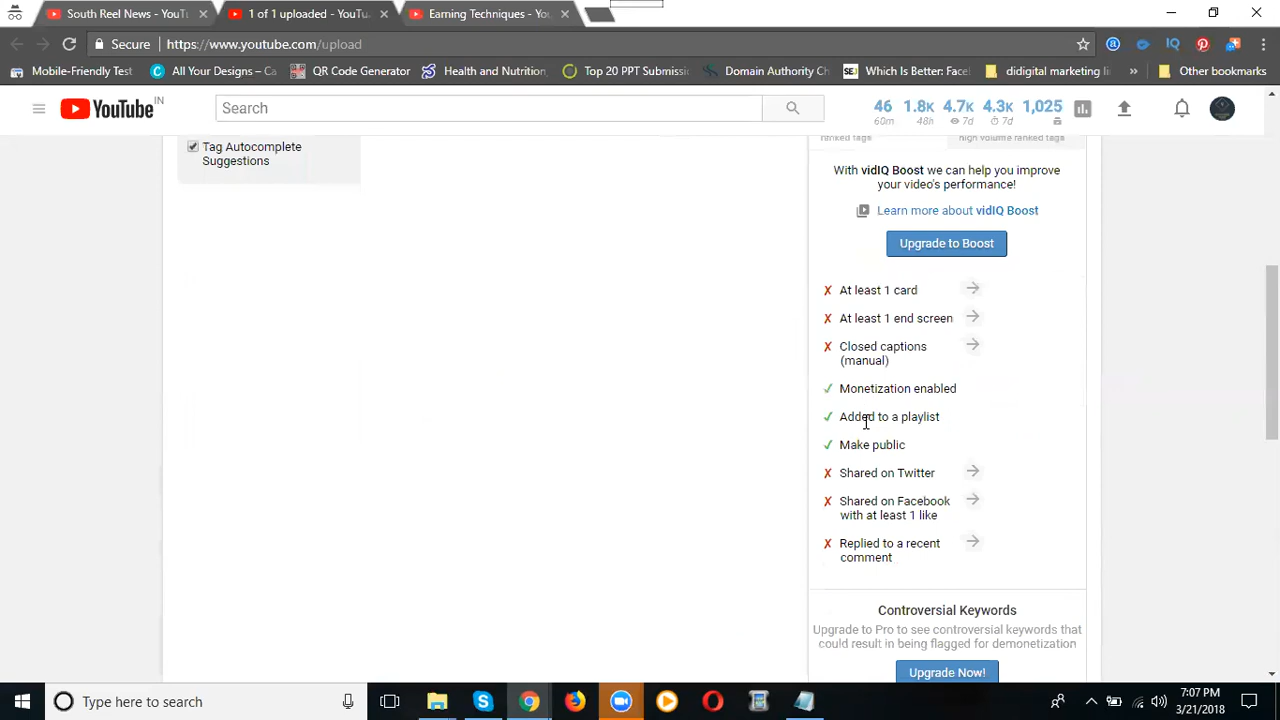 South Reel News - YouT
1 of 1 uploaded - YouTube
Earning Techniques - You
Secure
https://www.youtube.com/upload
Mobile-Friendly Test
All Your Designs – Ca
QR Code Generator
Health and Nutrition
Top 20 PPT Submissi
Domain Authority Ch
Which Is Better: Facel
didigital marketing li
»
Other bookmarks
YouTube IN
Search
46 1.8K 4.7K 4.3K 1,025
60m 48h 7d 7d
Tag Autocomplete
Suggestions
ranked tags
high volume ranked tags
With vidIQ Boost we can help you improve
your video's performance!
Learn more about vidIQ Boost
Upgrade to Boost
✗ At least 1 card →
✗ At least 1 end screen →
✗ Closed captions →
(manual)
✓ Monetization enabled
✓ Added to a playlist
✓ Make public
✗ Shared on Twitter →
✗ Shared on Facebook →
with at least 1 like
✗ Replied to a recent →
comment
Controversial Keywords
Upgrade to Pro to see controversial keywords that
could result in being flagged for demonetization
Upgrade Now!
Type here to search
7:07 PM
3/21/2018